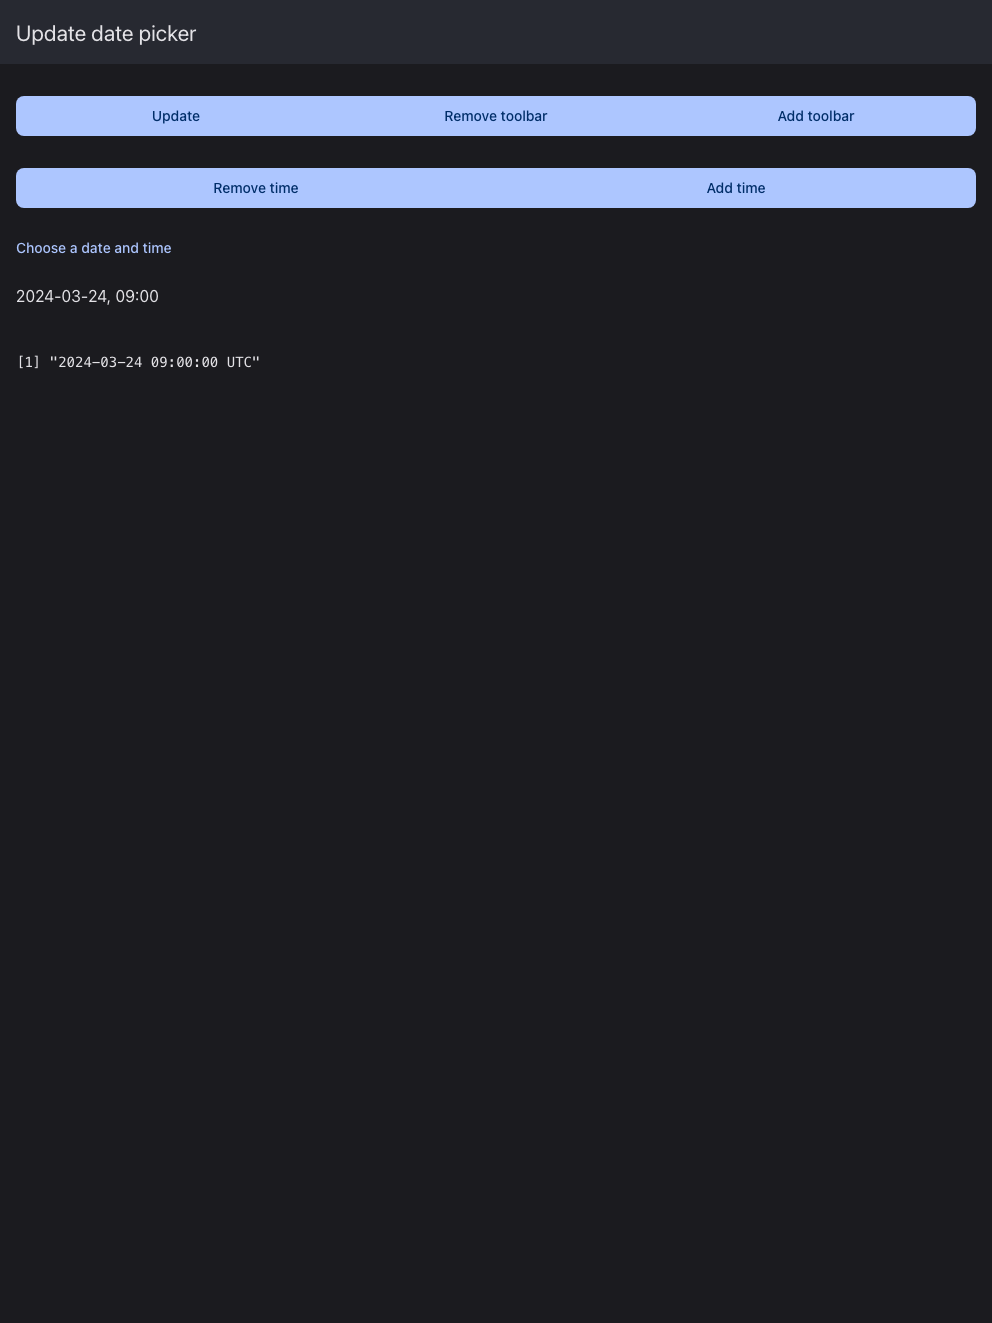 Update date picker
Update Remove toolbar Add toolbar
Remove time Add time
Choose a date and time
2024-03-24, 09:00
[1] "2024-03-24 09:00:00 UTC"